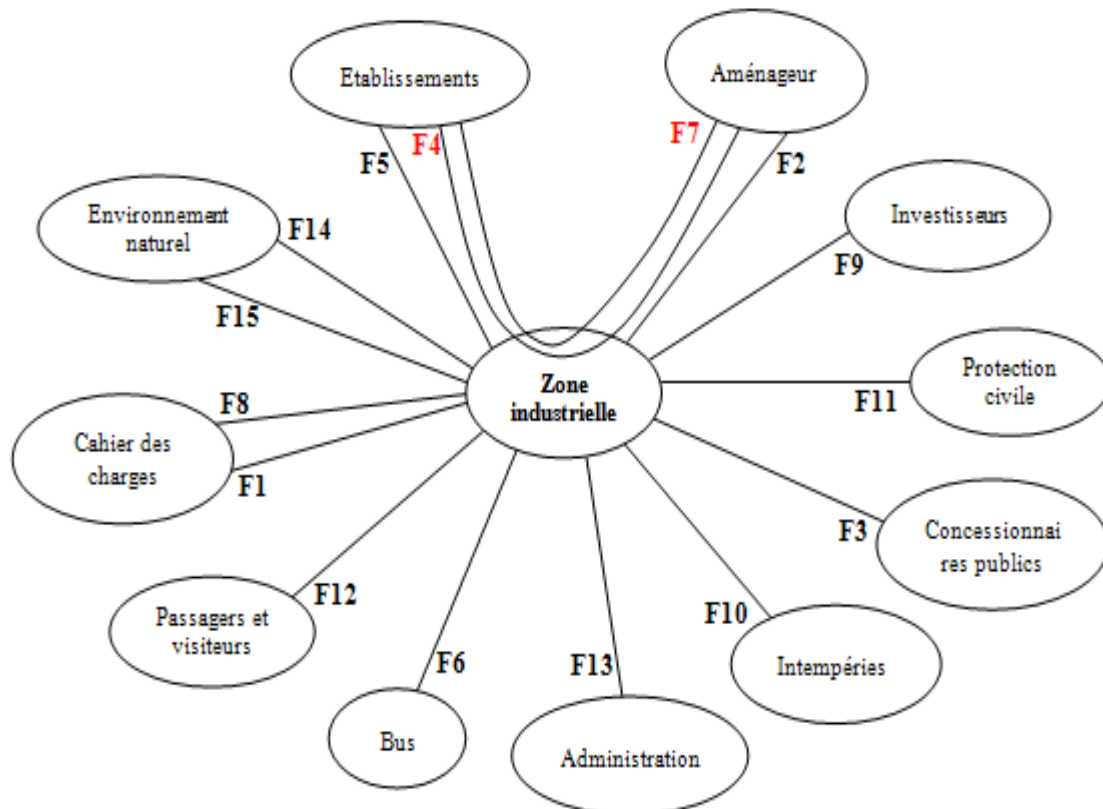 Etablissements
Aménageur
F4
F7
F5
F2
Environnement
naturel
F14
Investisseurs
F9
F15
Zone
industrielle
Protection
civile
F11
F8
Cahier des
charges
F1
F3
Concessionnai
res publics
F12
Passagers et
visiteurs
F10
F6
F13
Intempéries
Bus
Administration